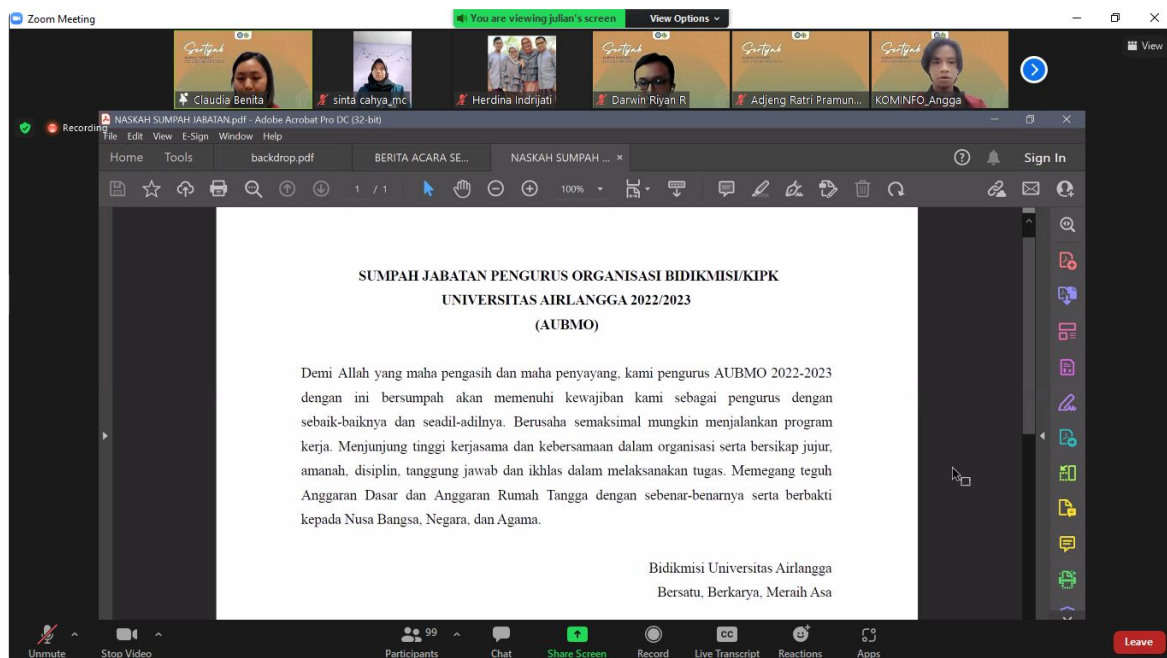 Zoom Meeting
You are viewing julian's screen
View Options
View
Sertijab
Sertijab
Sertijab
Sertijab
Claudia Benita
sinta cahya_mc
Herdina Indrijati
Darwin Riyan R
Adjeng Ratri Pramun...
KOMINFO_Angga
Recording
NASKAH SUMPAH JABATAN.pdf - Adobe Acrobat Pro DC (32-bit)
File Edit View E-Sign Window Help
Home Tools backdrop.pdf BERITA ACARA SE... NASKAH SUMPAH ... × Sign In
1 / 1 100%
SUMPAH JABATAN PENGURUS ORGANISASI BIDIKMISI/KIPK
UNIVERSITAS AIRLANGGA 2022/2023
(AUBMO)
Demi Allah yang maha pengasih dan maha penyayang, kami pengurus AUBMO 2022-2023
dengan ini bersumpah akan memenuhi kewajiban kami sebagai pengurus dengan
sebaik-baiknya dan seadil-adilnya. Berusaha semaksimal mungkin menjalankan program
kerja. Menjunjung tinggi kerjasama dan kebersamaan dalam organisasi serta bersikap jujur,
amanah, disiplin, tanggung jawab dan ikhlas dalam melaksanakan tugas. Memegang teguh
Anggaran Dasar dan Anggaran Rumah Tangga dengan sebenar-benarnya serta berbakti
kepada Nusa Bangsa, Negara, dan Agama.
Bidikmisi Universitas Airlangga
Bersatu, Berkarya, Meraih Asa
99
CC
Unmute Stop Video Participants Chat Share Screen Record Live Transcript Reactions Apps
Leave